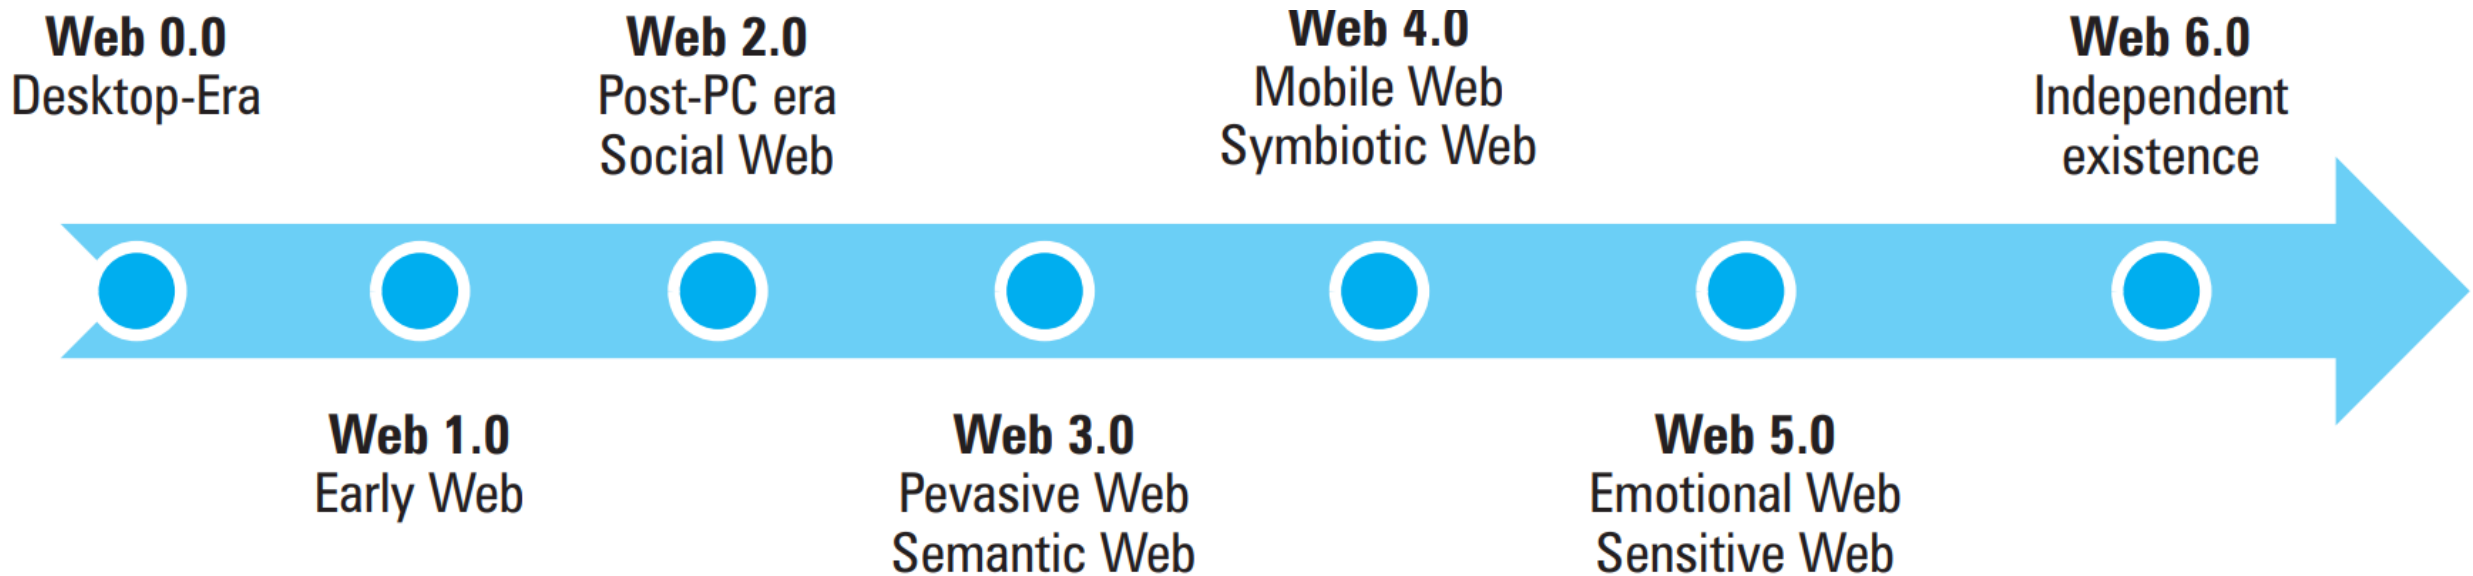 Web 0.0
Desktop-Era
Web 1.0
Early Web
Web 2.0
Post-PC era
Social Web
Web 3.0
Pevasive Web
Semantic Web
Web 4.0
Mobile Web
Symbiotic Web
Web 5.0
Emotional Web
Sensitive Web
Web 6.0
Independent
existence